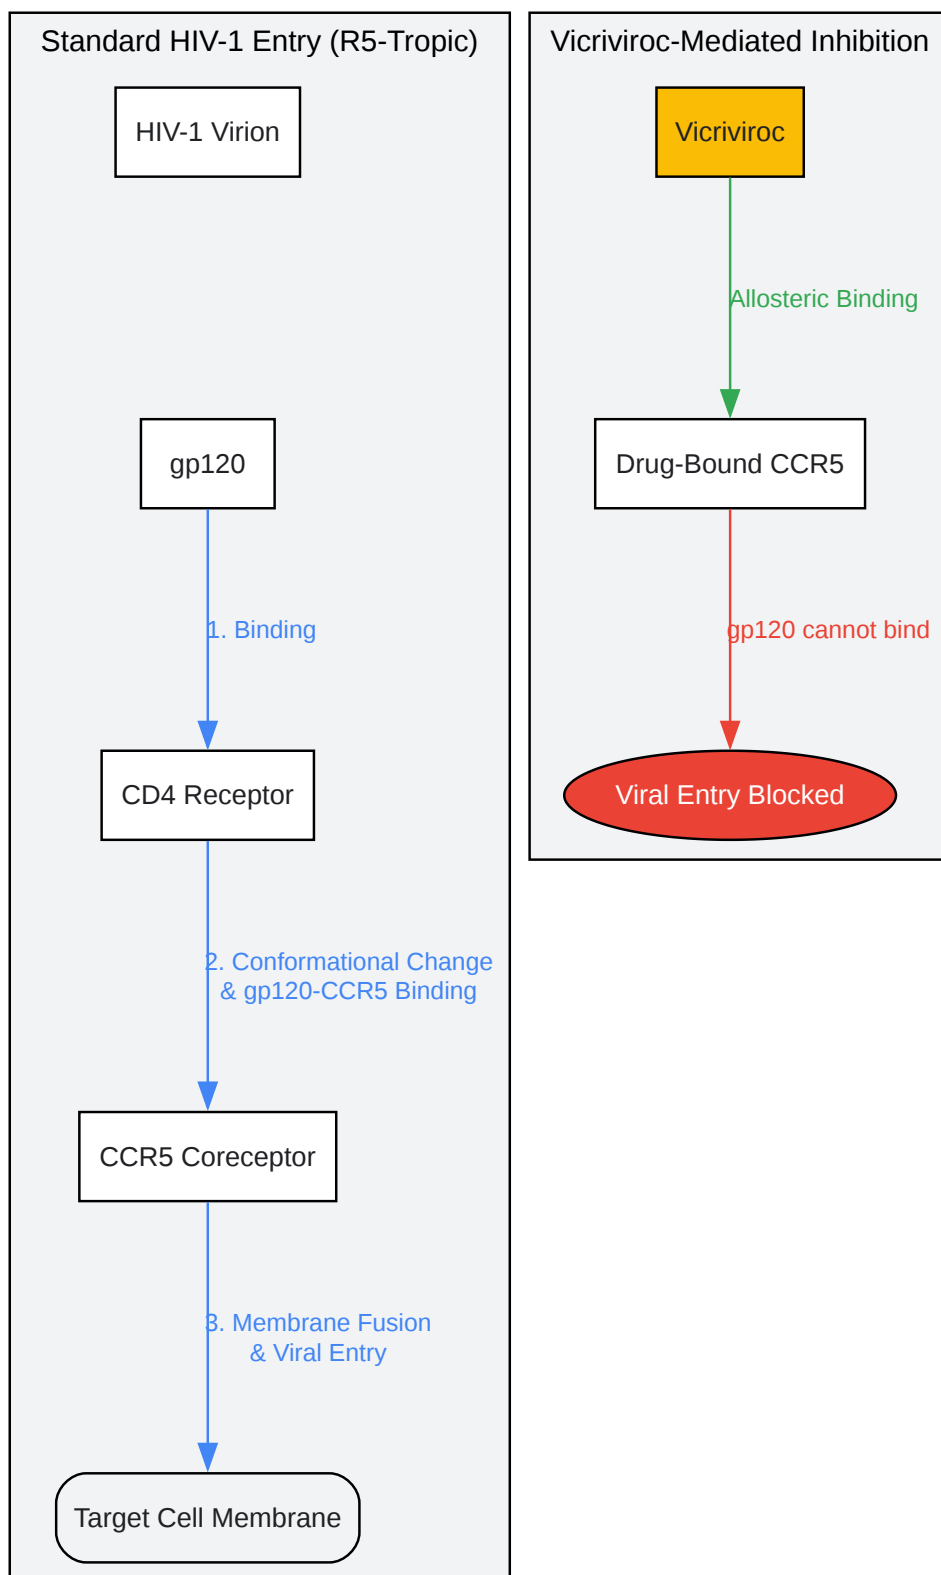 Standard HIV-1 Entry (R5-Tropic)
HIV-1 Virion
gp120
1. Binding
CD4 Receptor
2. Conformational Change
& gp120-CCR5 Binding
CCR5 Coreceptor
3. Membrane Fusion
& Viral Entry
Target Cell Membrane
Vicriviroc-Mediated Inhibition
Vicriviroc
Allosteric Binding
Drug-Bound CCR5
gp120 cannot bind
Viral Entry Blocked